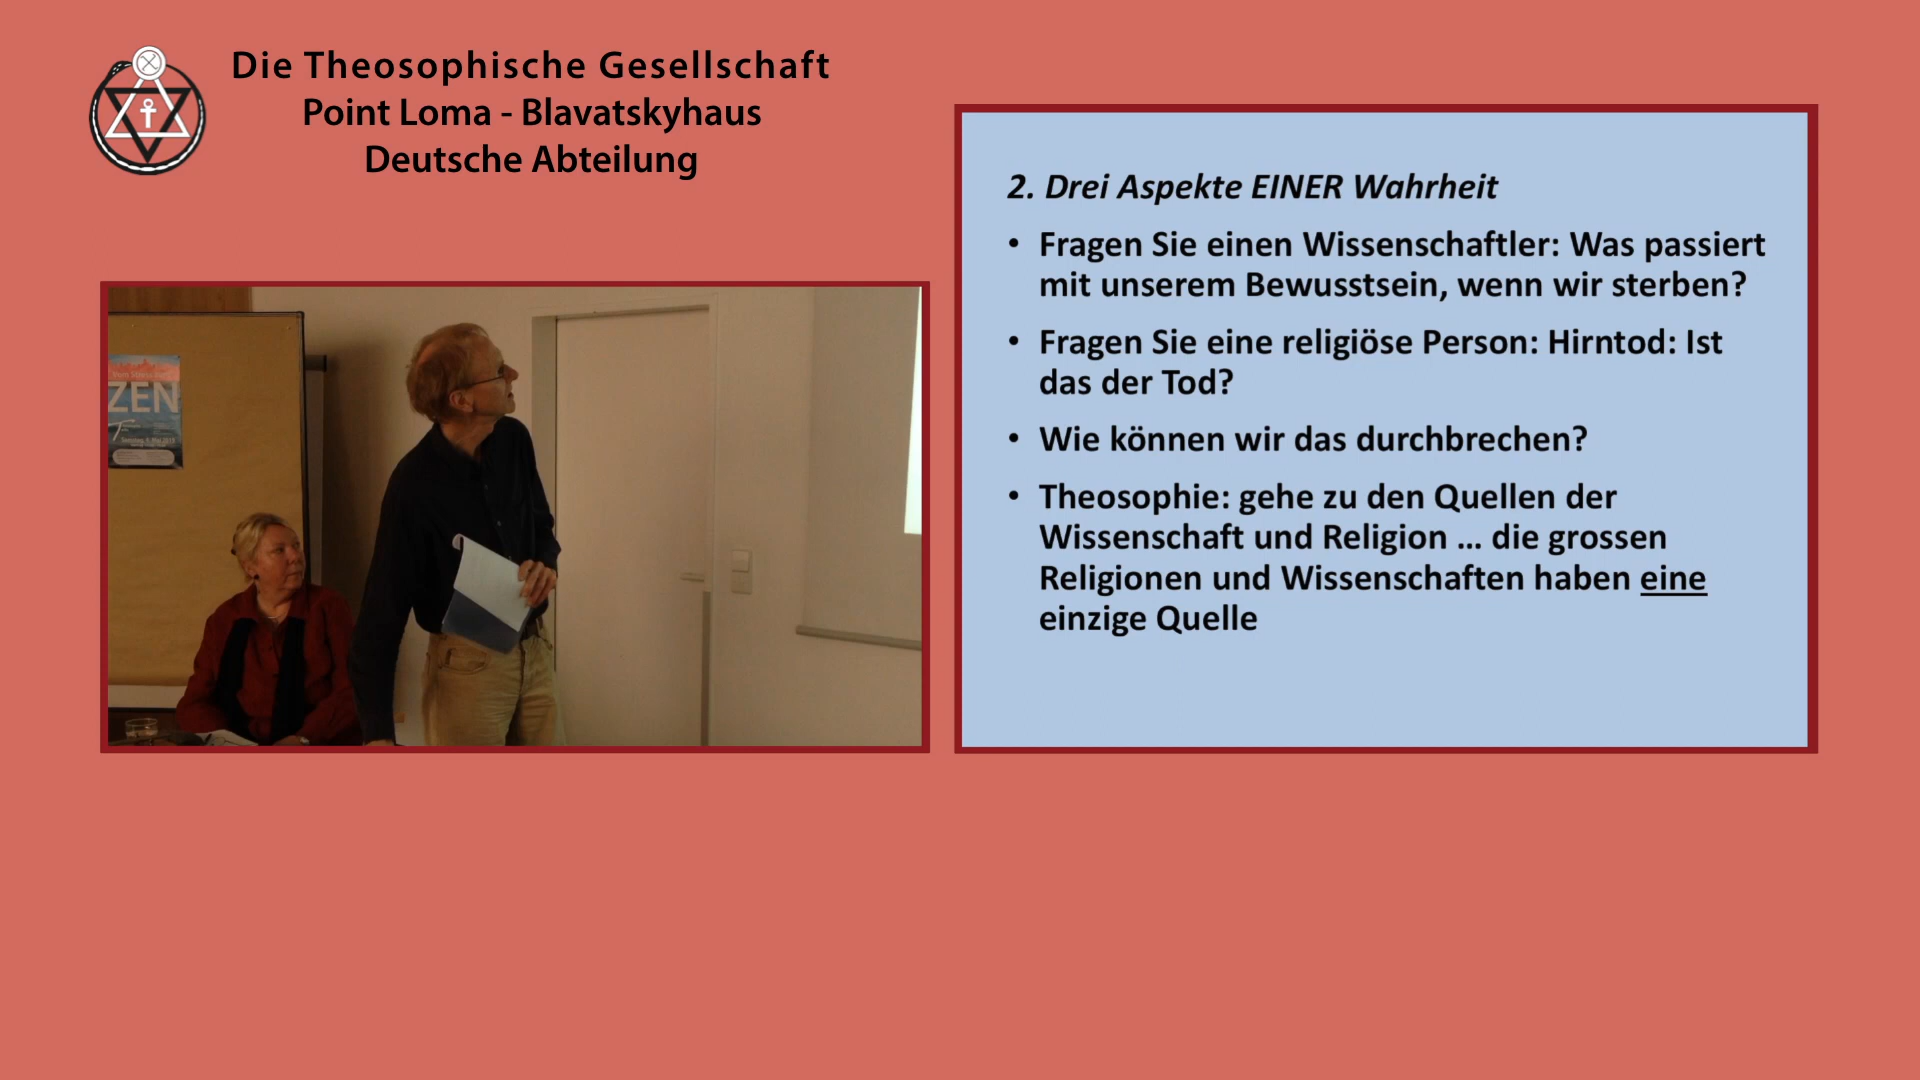 Die Theosophische Gesellschaft
Point Loma - Blavatskyhaus
Deutsche Abteilung
2. Drei Aspekte EINER Wahrheit
• Fragen Sie einen Wissenschaftler: Was passiert
mit unserem Bewusstsein, wenn wir sterben?
• Fragen Sie eine religiöse Person: Hirntod: Ist
das der Tod?
• Wie können wir das durchbrechen?
• Theosophie: gehe zu den Quellen der
Wissenschaft und Religion ... die grossen
Religionen und Wissenschaften haben eine
einzige Quelle
ZEN